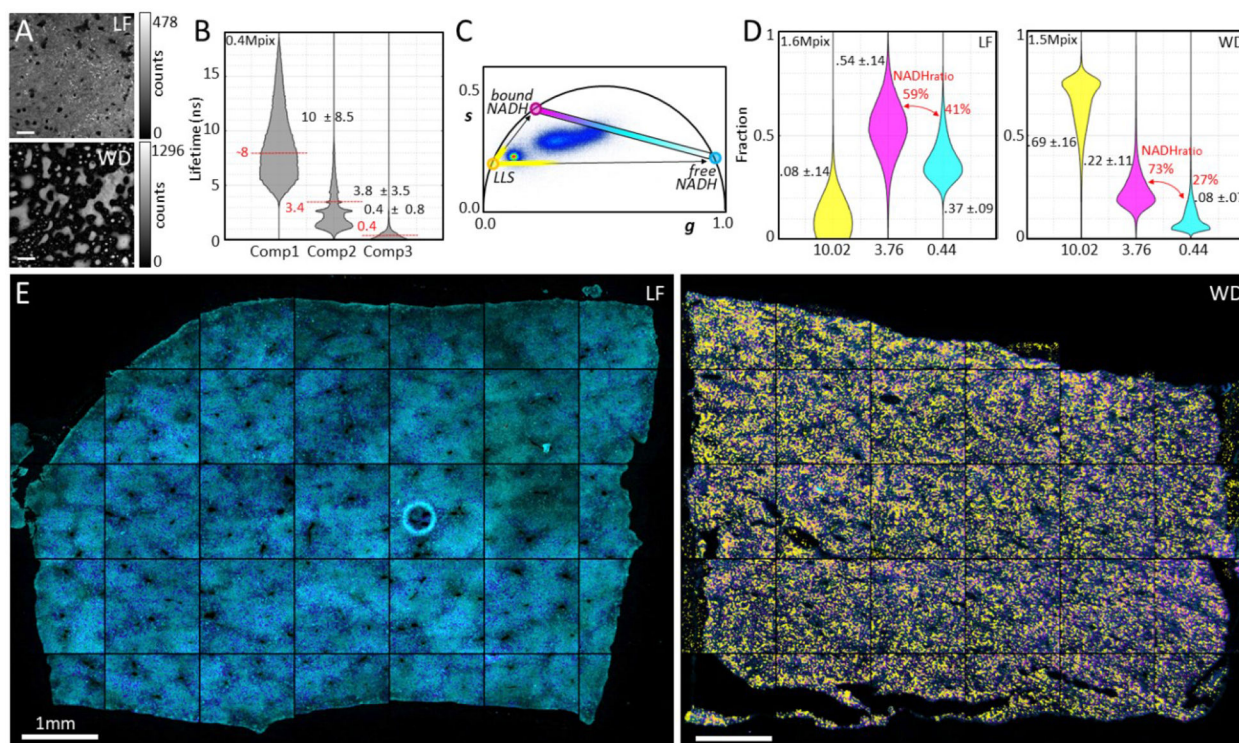 A
LF
478
counts
0
WD
1296
counts
0
B
0.4Mpix
Lifetime (ns)
15
10
5
0
10 ±8.5
~8
3.8 ±3.5
3.4
0.4 ± 0.8
0.4
Comp1 Comp2 Comp3
C
0.5
s
bound
NADH
LLS
free
NADH
0.0
g
1.0
D
1.6Mpix
LF
1
Fraction
0.5
0
.54 ±.14
NADHratio
59%
41%
.08 ±.14
.37±.09
10.02 3.76 0.44
1.5Mpix
WD
1
0.5
0
.69 ±.16
NADHratio
.22 ±.11
73%
27%
.08 ±.07
10.02 3.76 0.44
E
LF
1mm
WD